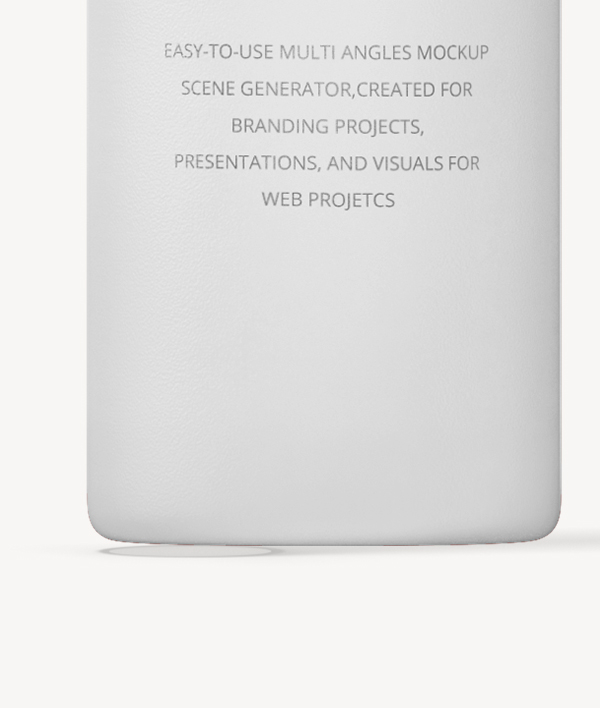 EASY-TO-USE MULTI ANGLES MOCKUP
SCENE GENERATOR,CREATED FOR
BRANDING PROJECTS,
PRESENTATIONS, AND VISUALS FOR
WEB PROJETCS